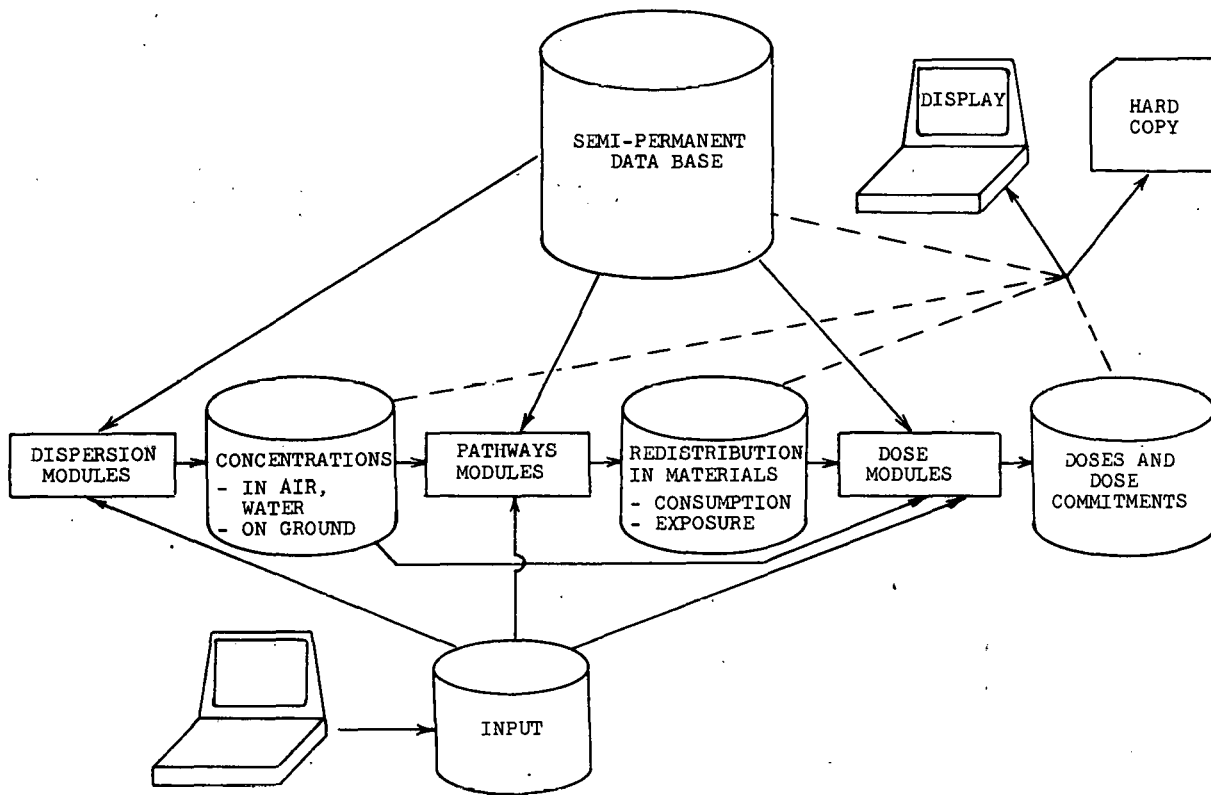 SEMI-PERMANENT
DATA BASE
DISPLAY
HARD
COPY
DISPERSION
MODULES
CONCENTRATIONS
- IN AIR,
WATER
- ON GROUND
PATHWAYS
MODULES
REDISTRIBUTION
IN MATERIALS
- CONSUMPTION
- EXPOSURE
DOSE
MODULES
DOSES AND
DOSE
COMMITMENTS
INPUT